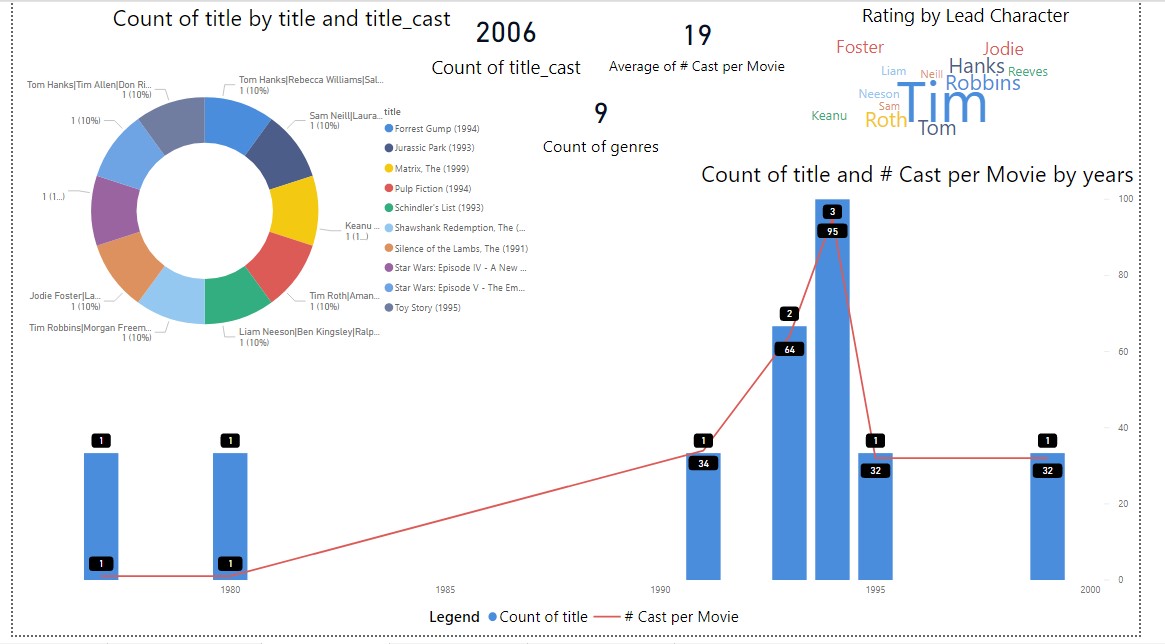 Count of title by title and title_cast
2006
Count of title_cast
19
Average of # Cast per Movie
9
Count of genres
Rating by Lead Character
Foster
Jodie
Liam
Neill
Hanks
Reeves
Robbins
Neeson
Tim
Sam
Keanu
Roth
Tom
Tom Hanks|Tim Allen|Don Ri...
1 (10%)
Tom Hanks|Rebecca Williams|Sal...
1 (10%)
1 (10%)
Sam Neill|Laura...
1 (10%)
1 (1...)
Keanu ...
1 (1...)
Jodie Foster|La...
1 (10%)
Tim Roth|Aman...
1 (10%)
Tim Robbins|Morgan Freem...
1 (10%)
Liam Neeson|Ben Kingsley|Ralp...
1 (10%)
title
Forrest Gump (1994)
Jurassic Park (1993)
Matrix, The (1999)
Pulp Fiction (1994)
Schindler's List (1993)
Shawshank Redemption, The (...
Silence of the Lambs, The (1991)
Star Wars: Episode IV - A New ...
Star Wars: Episode V - The Em...
Toy Story (1995)
Count of title and # Cast per Movie by years
100
80
60
40
20
0
3
95
2
64
1
1
1
1
1
34
32
32
1
1
1980
1985
1990
1995
2000
Legend Count of title # Cast per Movie